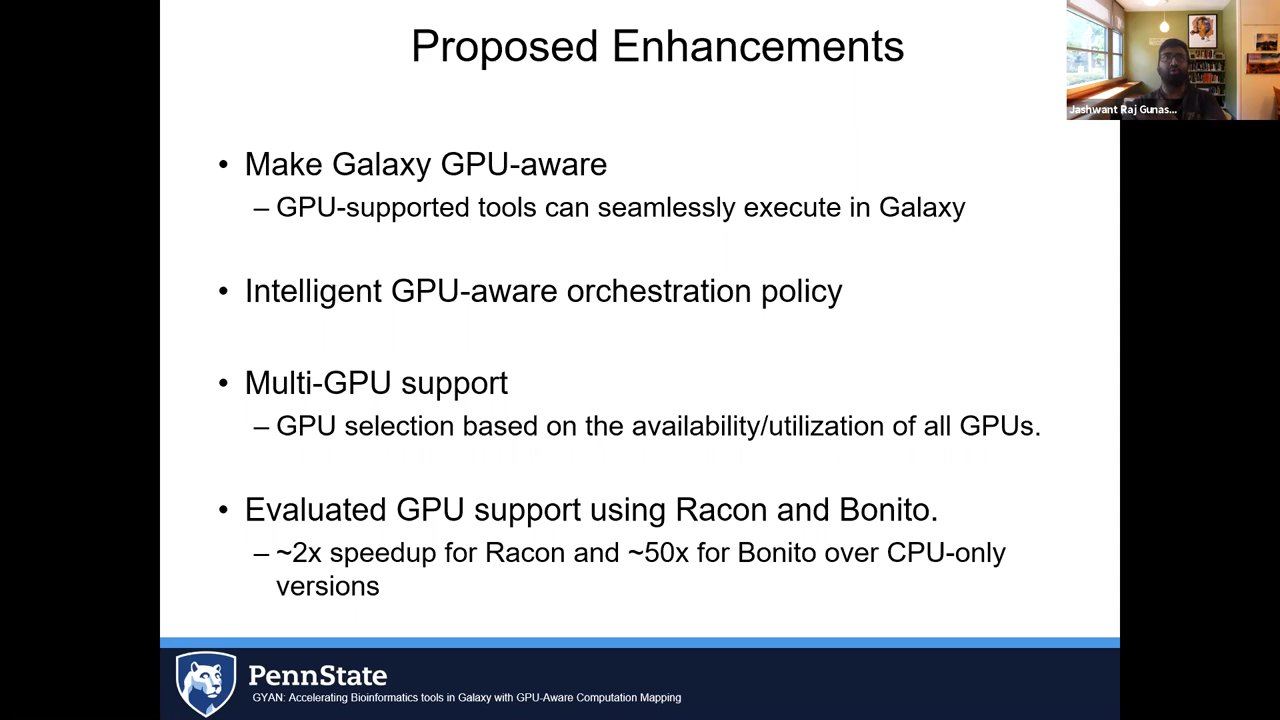 Proposed Enhancements
Jashwant Raj Gunas...
• Make Galaxy GPU-aware
– GPU-supported tools can seamlessly execute in Galaxy
• Intelligent GPU-aware orchestration policy
• Multi-GPU support
– GPU selection based on the availability/utilization of all GPUs.
• Evaluated GPU support using Racon and Bonito.
– ~2x speedup for Racon and ~50x for Bonito over CPU-only
versions
PennState
GYAN: Accelerating Bioinformatics tools in Galaxy with GPU-Aware Computation Mapping